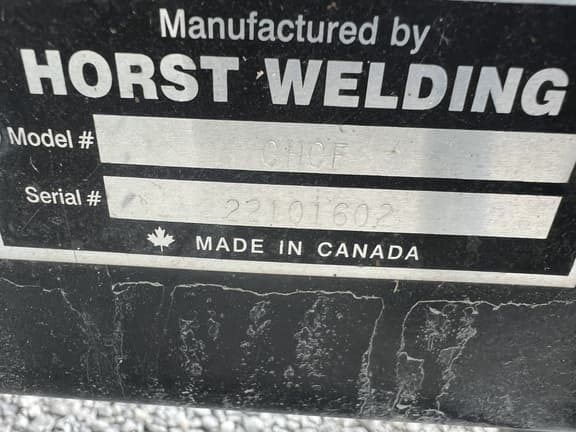 Manufactured by
HORST WELDING
Model #
Serial # 22101602
MADE IN CANADA